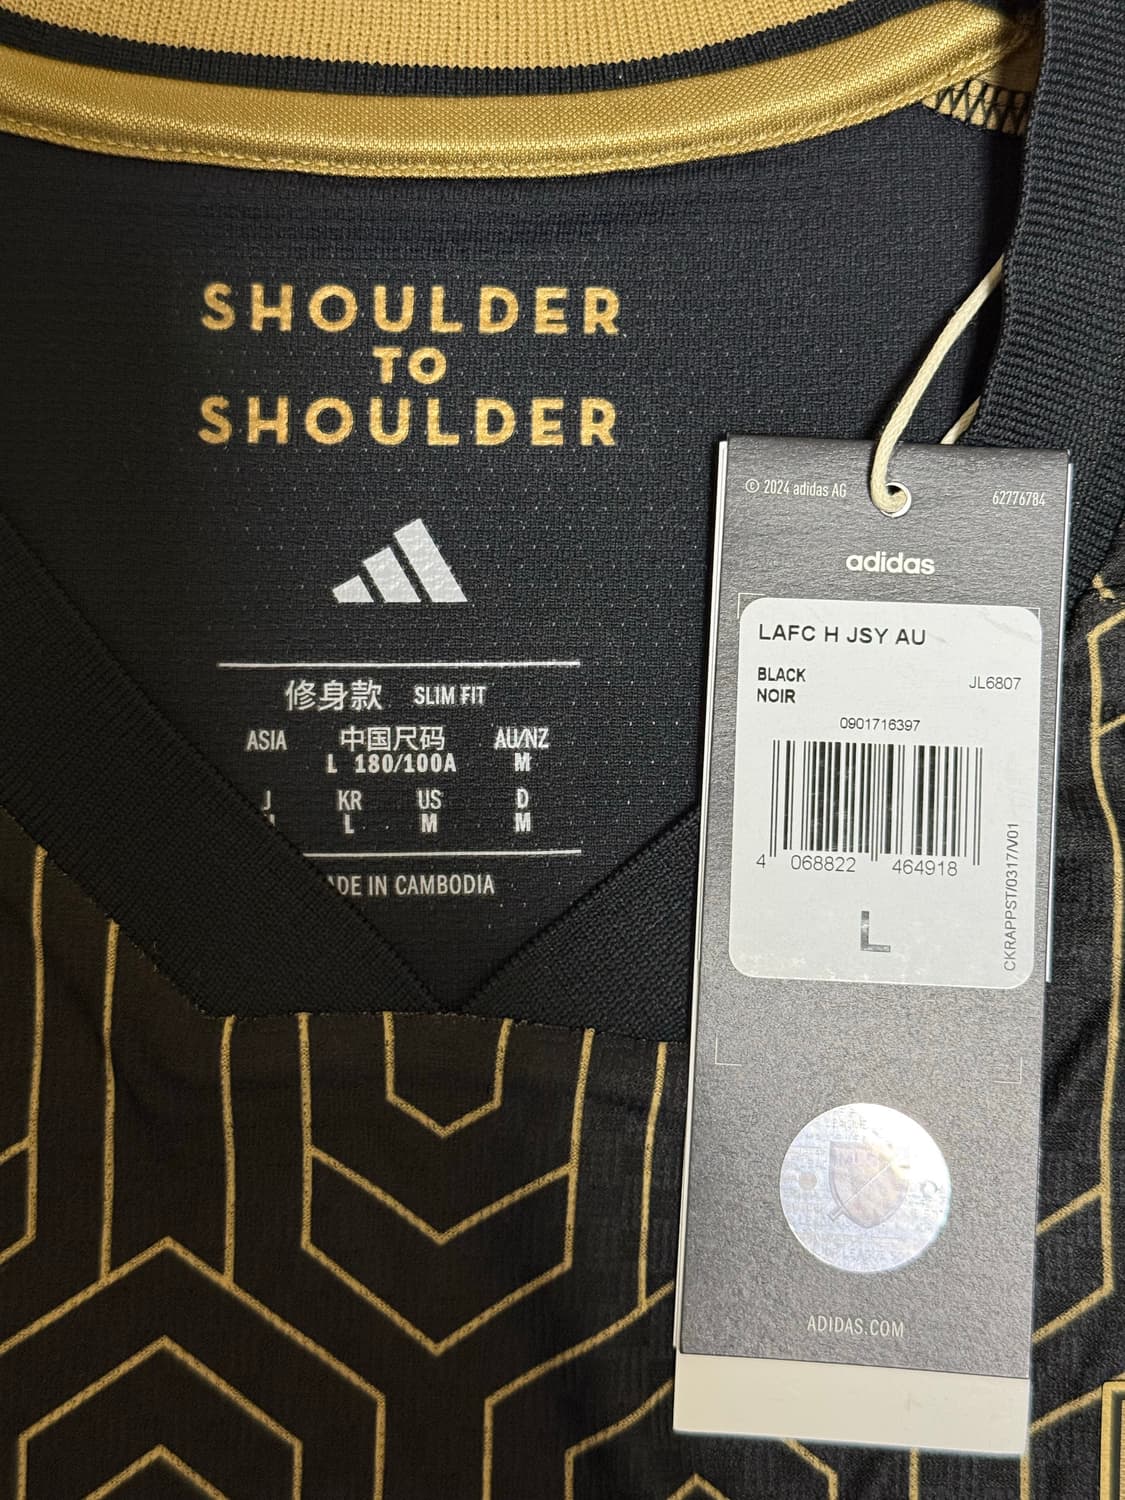 SHOULDER
TO
SHOULDER
修身款 SLIM FIT
ASIA 中国尺码 AU/NZ
L 180/100A M
J KR US D
L M M
ADE IN CAMBODIA
© 2024 adidas AG 62776784
adidas
LAFC H JSY AU
BLACK JL6807
NOIR
0901716397
4 068822 464918
L
CKRAPPST/0317/V01
ADIDAS.COM